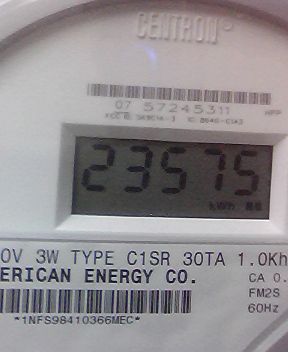 CENTRON®
07 57245311
23575
kWh
0V 3W TYPE C1SR 30TA 1.0Kh
ERICAN ENERGY CO.
CA 0.
FM2S
60Hz
*1NFS98410366MEC*